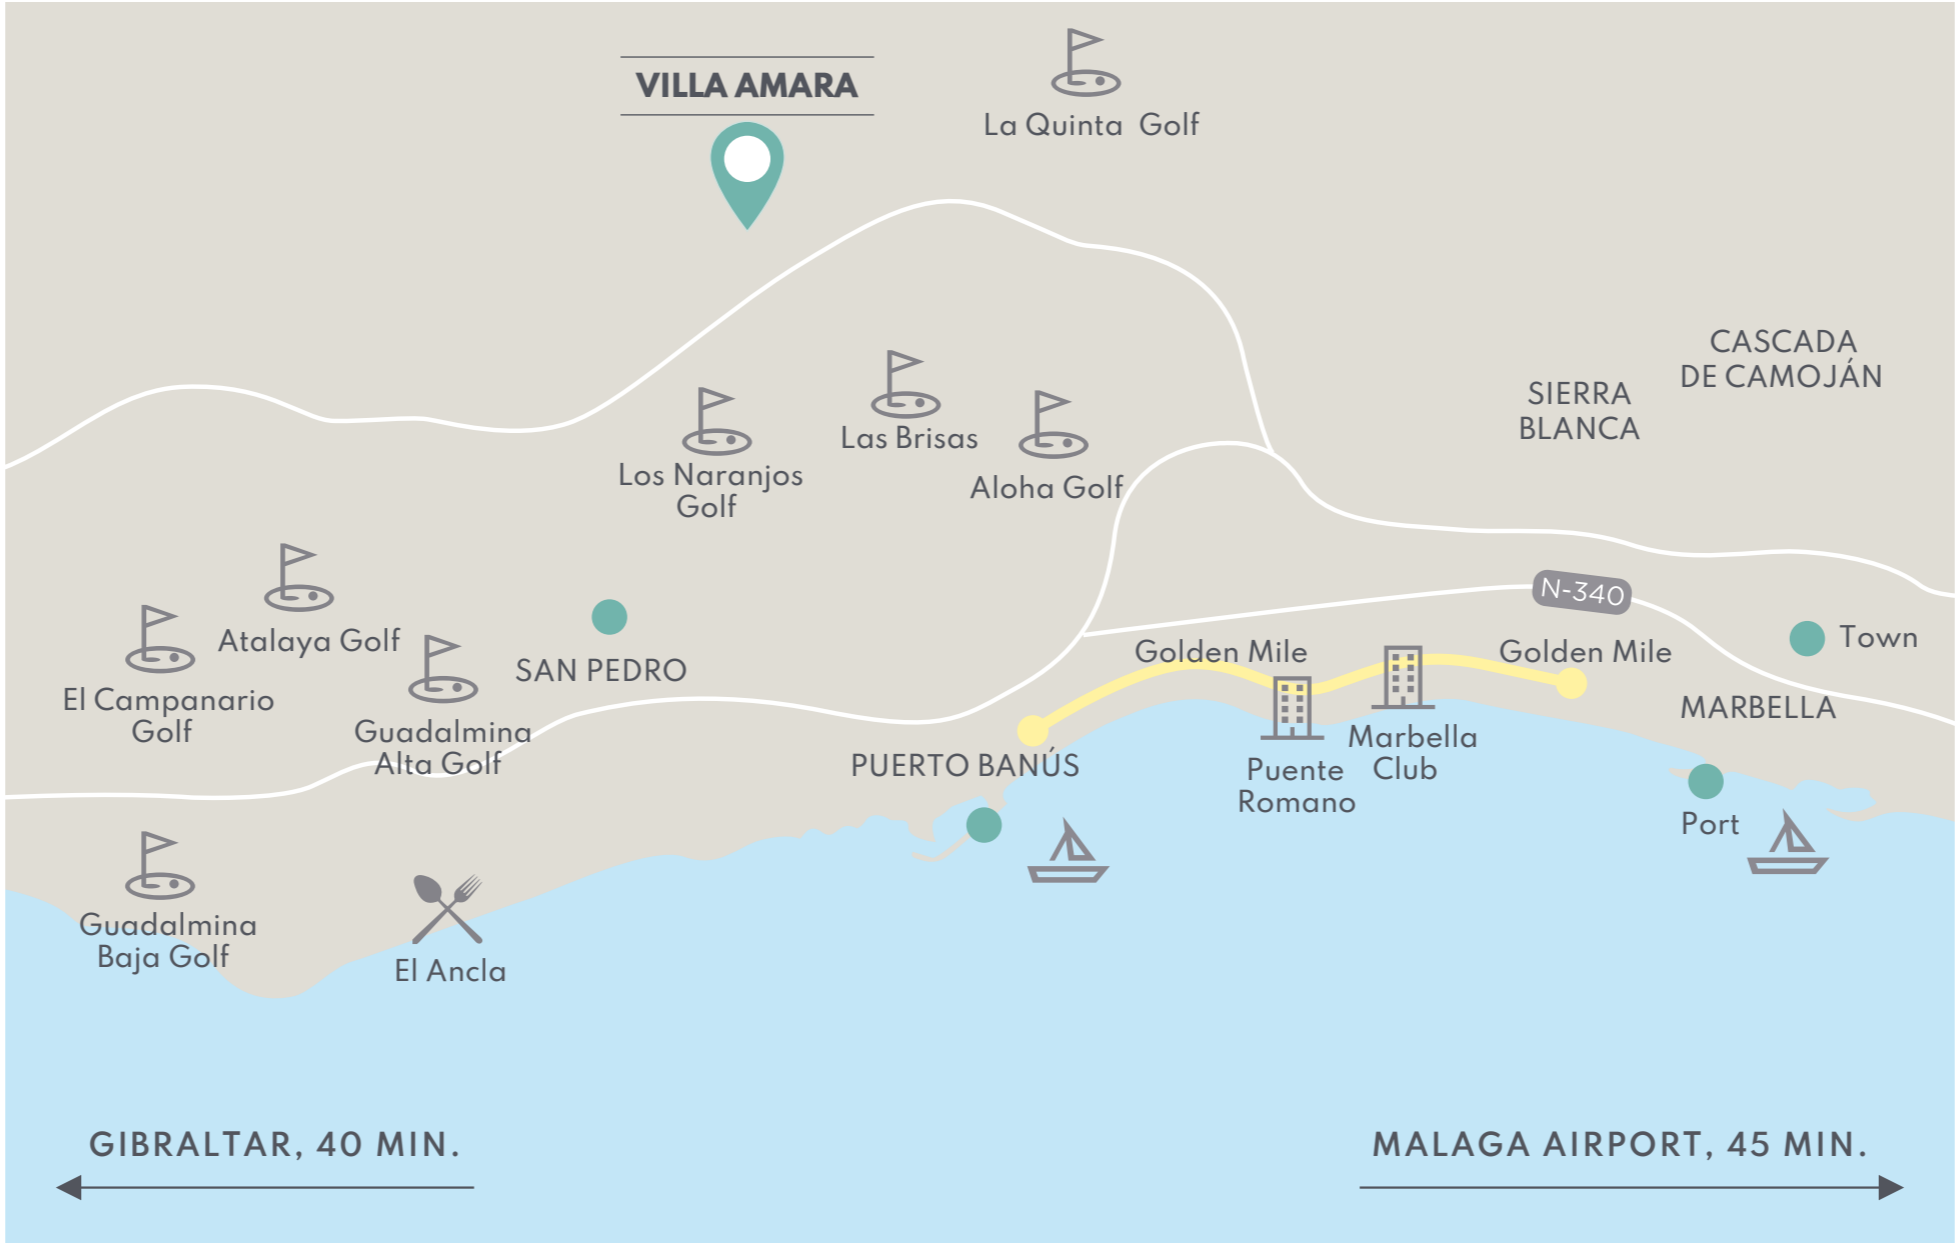 VILLA AMARA
La Quinta Golf
CASCADA
DE CAMOJÁN
SIERRA
BLANCA
Las Brisas
Los Naranjos
Golf
Aloha Golf
N-340
Atalaya Golf
SAN PEDRO
Golden Mile
Golden Mile
Town
El Campanario
Golf
Guadalmina
Alta Golf
MARBELLA
PUERTO BANÚS
Marbella
Club
Puente
Romano
Port
Guadalmina
Baja Golf
El Ancla
GIBRALTAR, 40 MIN.
MALAGA AIRPORT, 45 MIN.